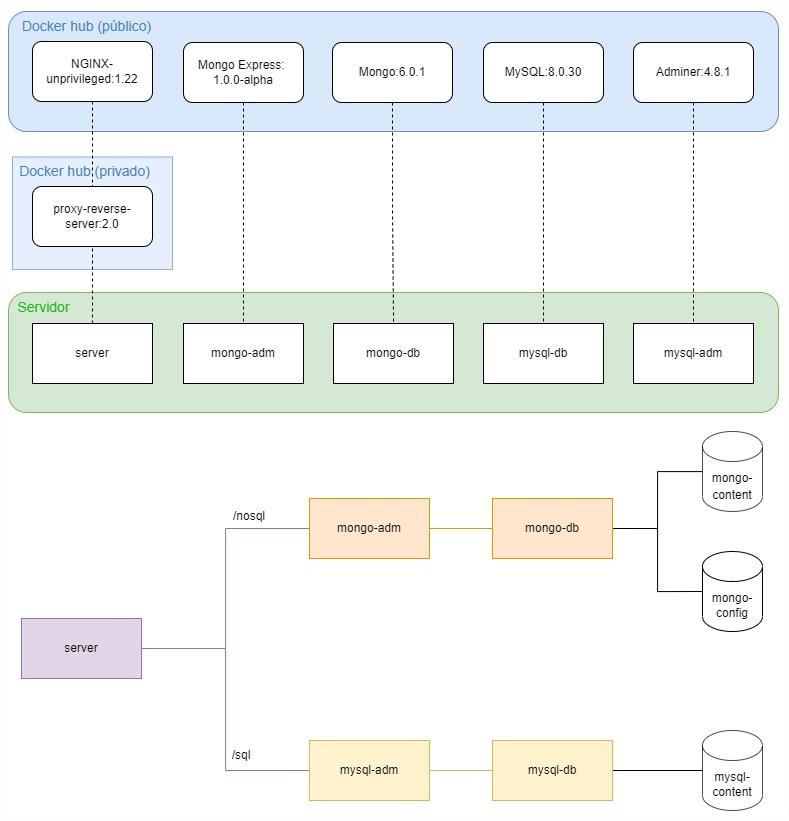 Docker hub (público)
NGINX-
unprivileged:1.22
Mongo Express:
1.0.0-alpha
Mongo:6.0.1
MySQL:8.0.30
Adminer:4.8.1
Docker hub (privado)
proxy-reverse-
server:2.0
Servidor
server
mongo-adm
mongo-db
mysql-db
mysql-adm
mongo-
content
/nosql
mongo-adm
mongo-db
mongo-
config
server
/sql
mysql-adm
mysql-db
mysql-
content